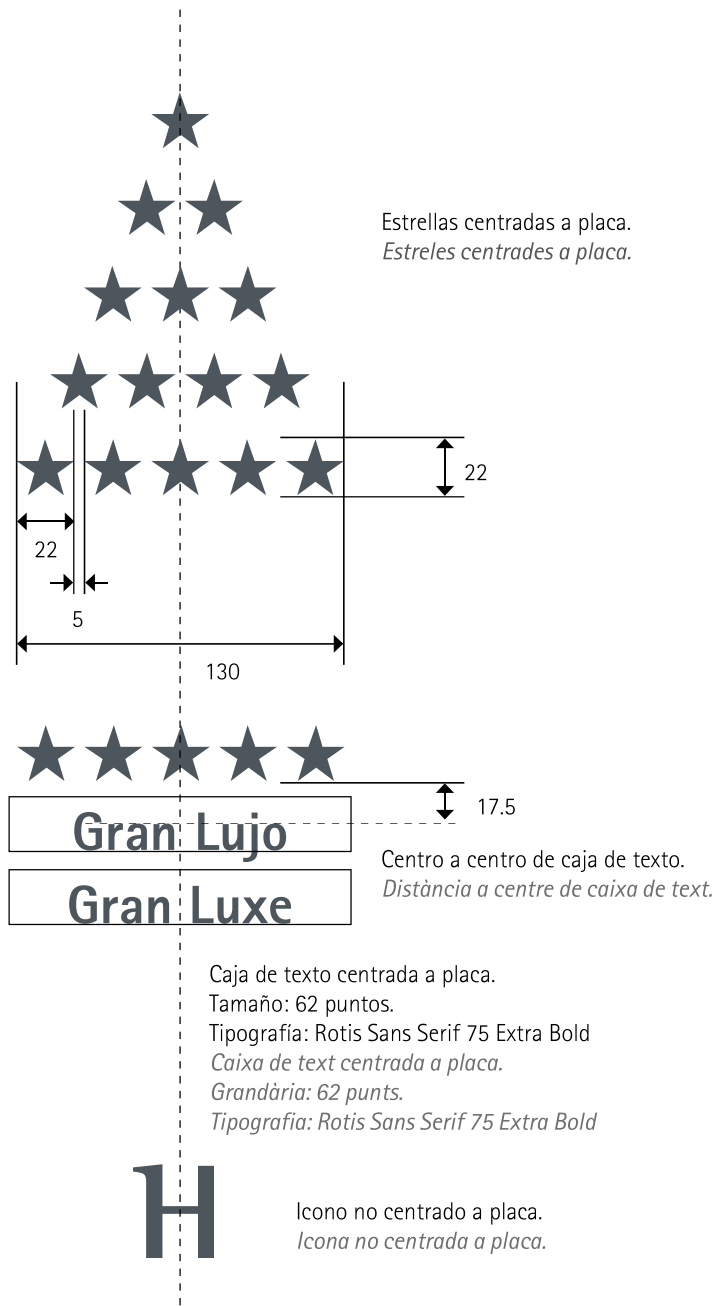 Estrellas centradas a placa.
Estreles centrades a placa.
22
22
5
130
17.5
Gran Lujo
Centro a centro de caja de texto.
Distància a centre de caixa de text.
Gran Luxe
Caja de texto centrada a placa.
Tamaño: 62 puntos.
Tipografía: Rotis Sans Serif 75 Extra Bold
Caixa de text centrada a placa.
Grandària: 62 punts.
Tipografia: Rotis Sans Serif 75 Extra Bold
H
Icono no centrado a placa.
Icona no centrada a placa.